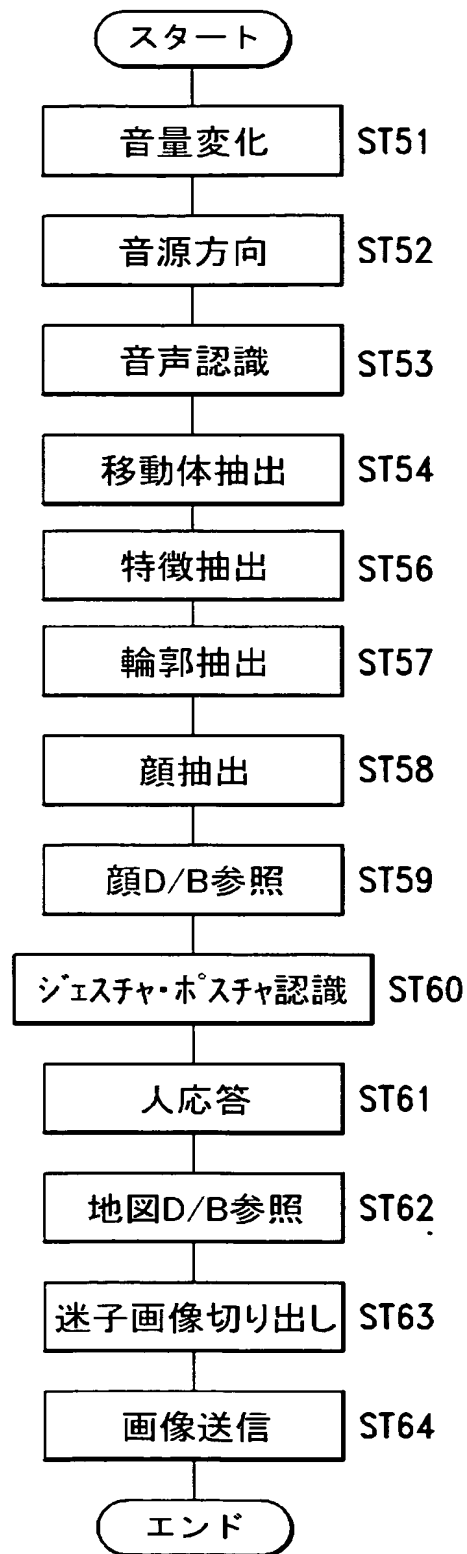 スタート
音量変化 ST51
音源方向 ST52
音声認識 ST53
移動体抽出 ST54
特徴抽出 ST56
輪郭抽出 ST57
顔抽出 ST58
顔D/B参照 ST59
ジェスチャ・ポスチャ認識 ST60
人応答 ST61
地図D/B参照 ST62
迷子画像切り出し ST63
画像送信 ST64
エンド